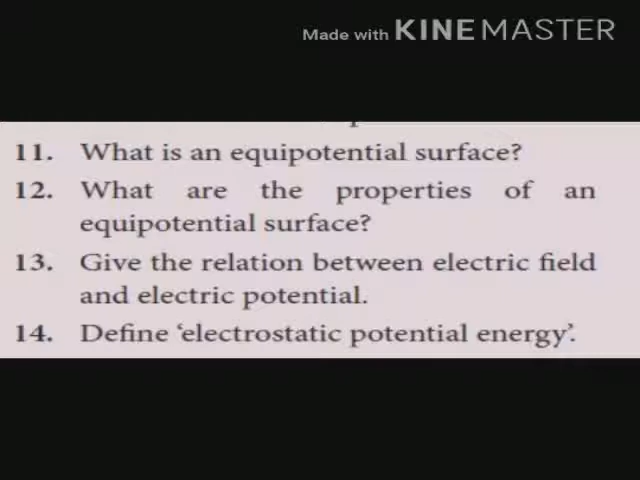 Made with KINEMASTER
11. What is an equipotential surface?
12. What are the properties of an
equipotential surface?
13. Give the relation between electric field
and electric potential.
14. Define ‘electrostatic potential energy’.